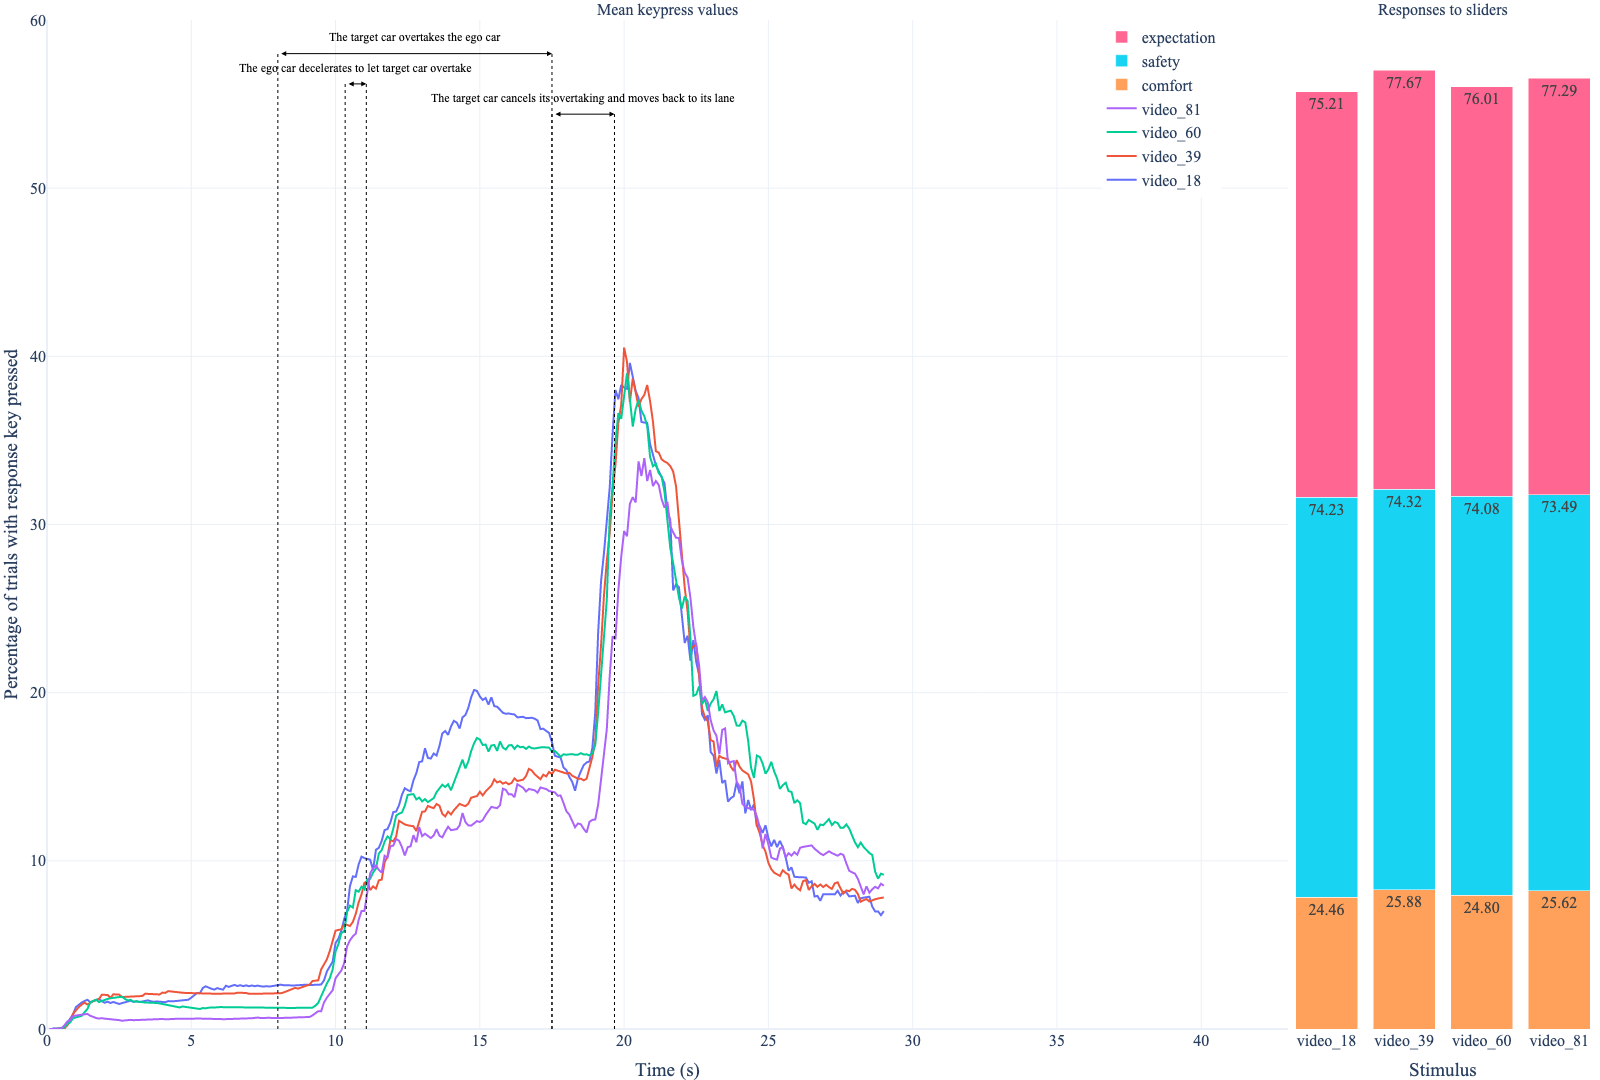 Mean keypress values
Responses to sliders
60
50
40
30
20
10
0
Percentage of trials with response key pressed
The target car overtakes the ego car
The ego car decelerates to let target car overtake
The target car cancels its overtaking and moves back to its lane
expectation
safety
comfort
video_81
video_60
video_39
video_18
0 5 10 15 20 25 30 35 40
Time (s)
75.21 77.67 76.01 77.29
74.23 74.32 74.08 73.49
24.46 25.88 24.80 25.62
video_18 video_39 video_60 video_81
Stimulus